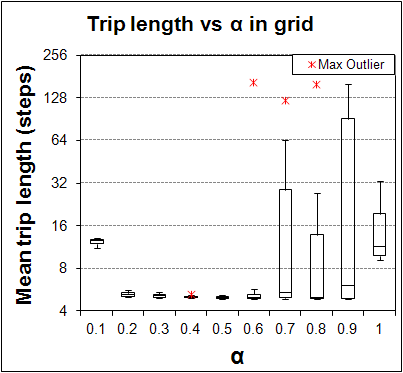 Trip length vs α in grid
Max Outlier
Mean trip length (steps)
256
128
64
32
16
8
4
0.1 0.2 0.3 0.4 0.5 0.6 0.7 0.8 0.9 1
α